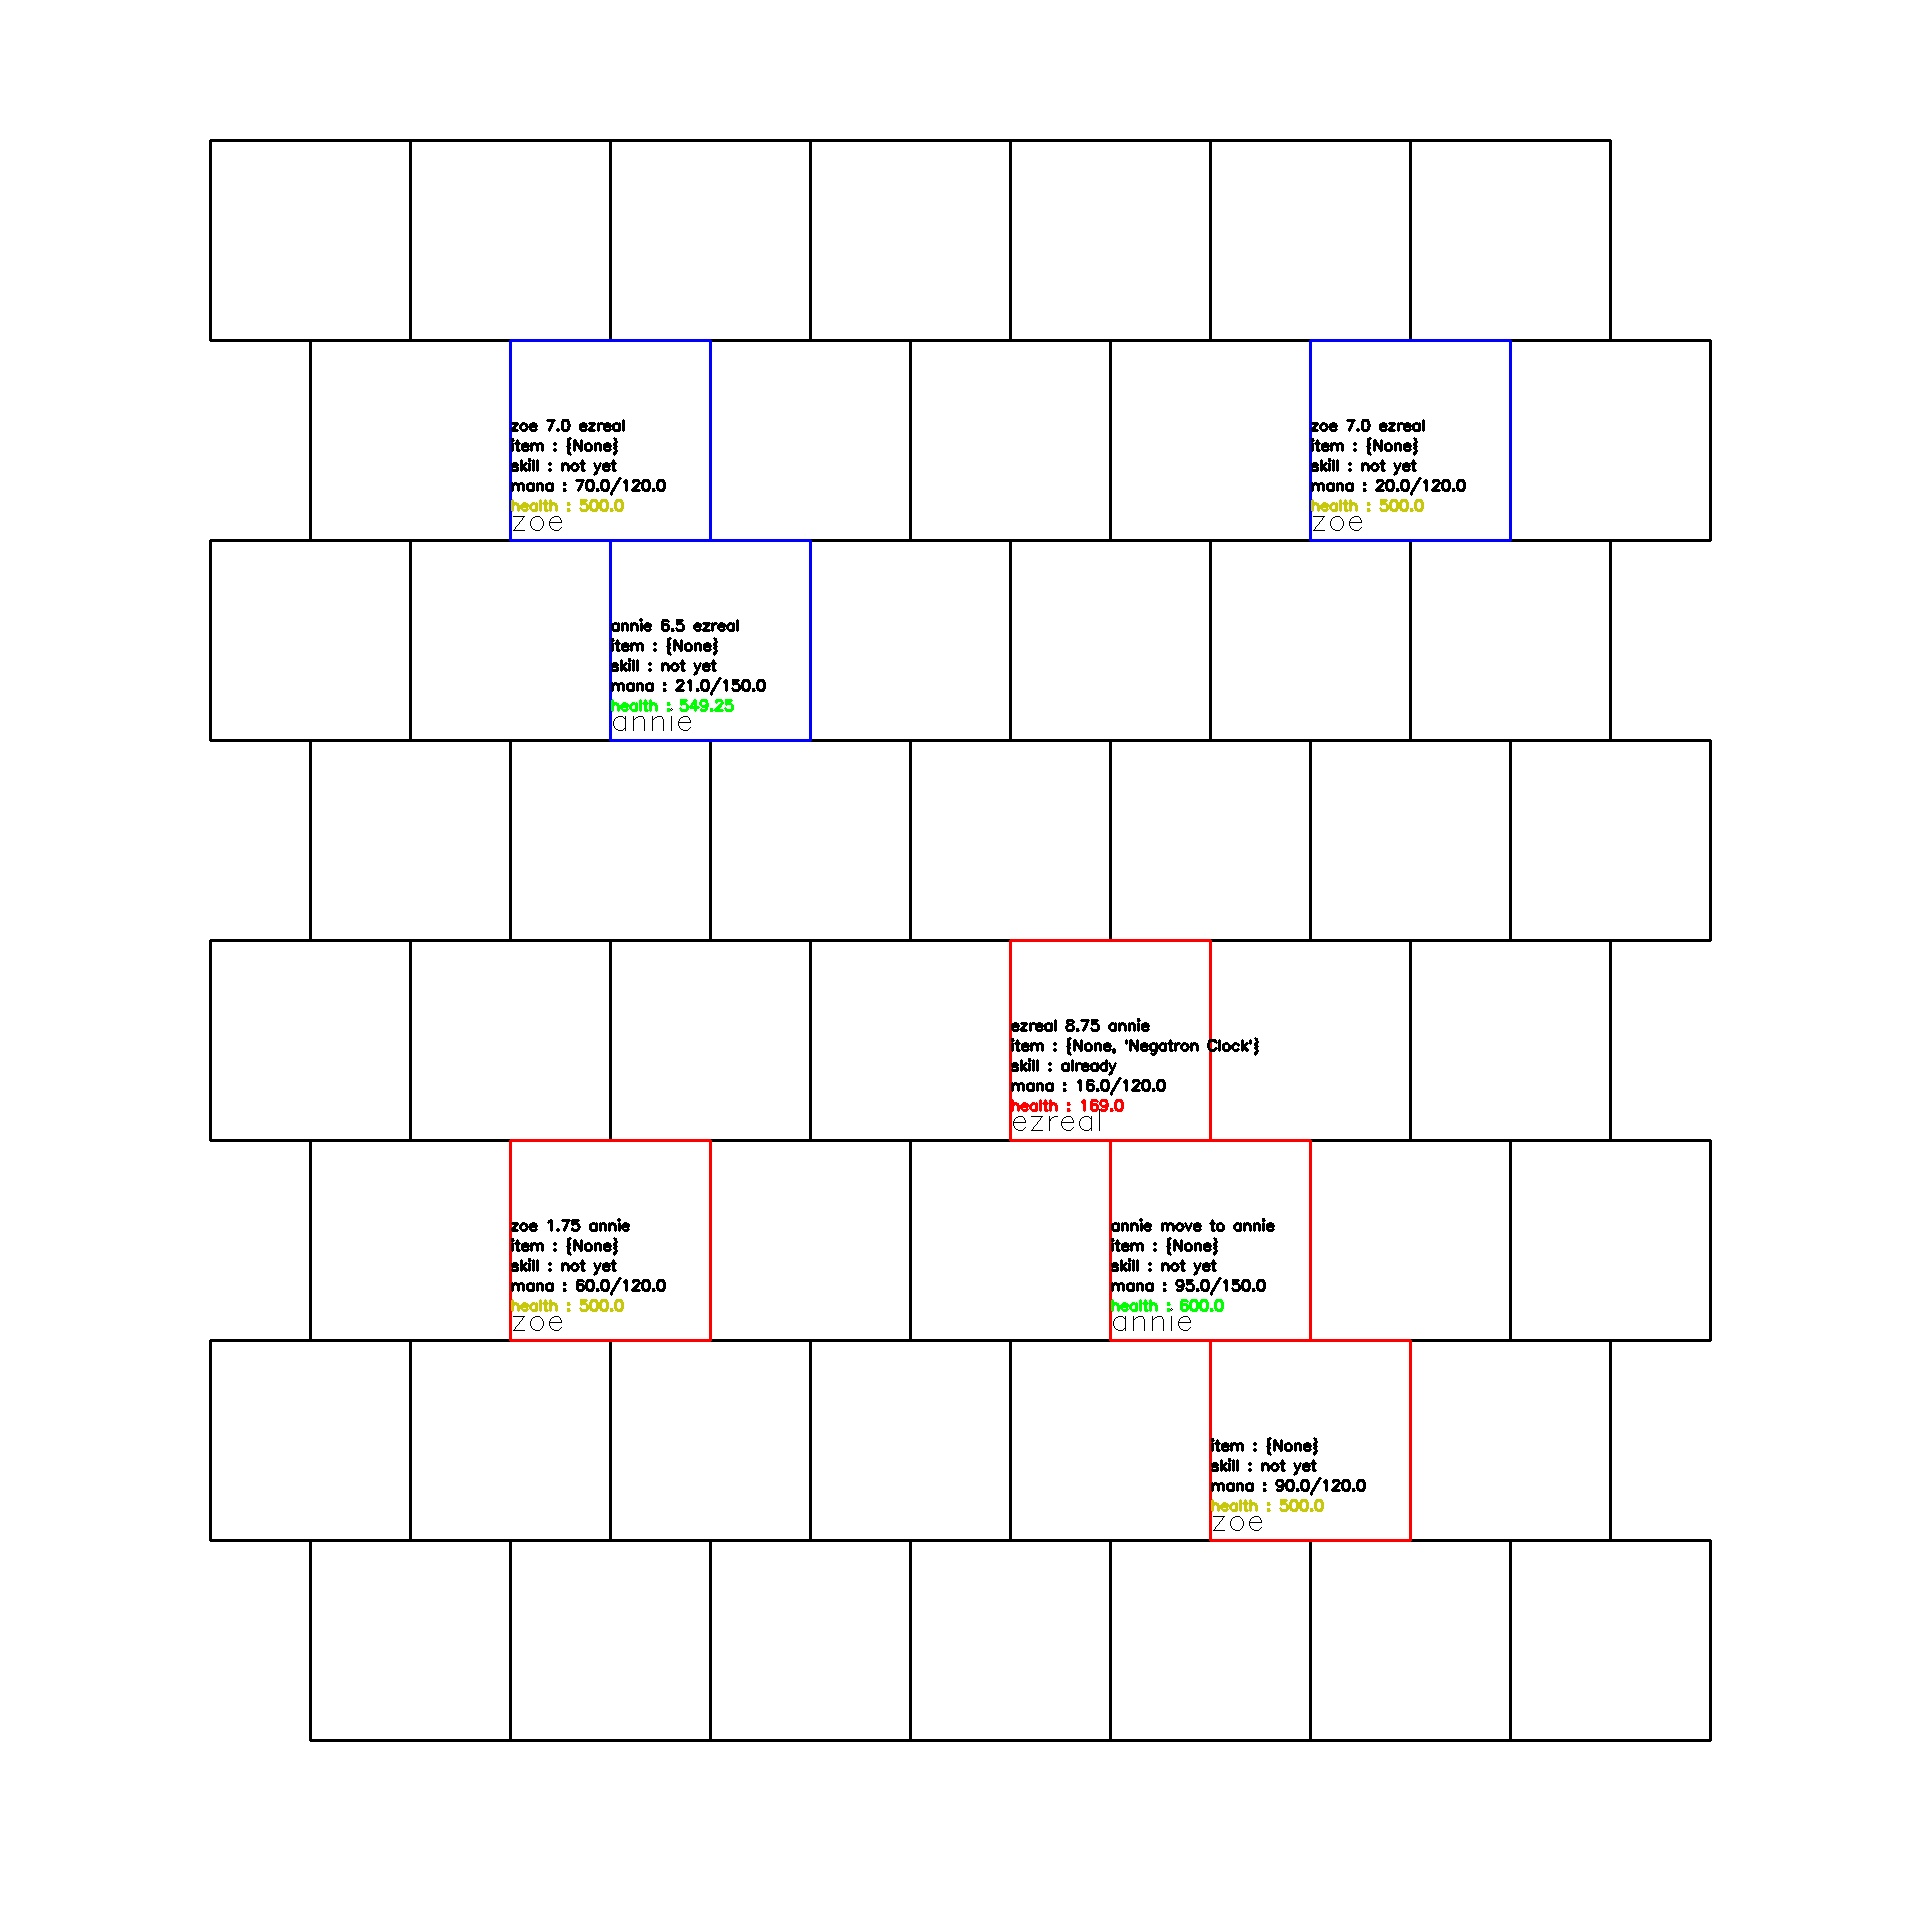 zoe 7.0 ezreal
item : {None}
skill : not yet
mana : 70.0/120.0
health : 500.0
zoe
zoe 7.0 ezreal
item : {None}
skill : not yet
mana : 20.0/120.0
health : 500.0
zoe
annie 6.5 ezreal
item : {None}
skill : not yet
mana : 21.0/150.0
health : 549.25
annie
ezreal 8.75 annie
item : {None, 'Negatron Clock'}
skill : already
mana : 16.0/120.0
health : 169.0
ezreal
zoe 1.75 annie
item : {None}
skill : not yet
mana : 60.0/120.0
health : 500.0
zoe
annie move to annie
item : {None}
skill : not yet
mana : 95.0/150.0
health : 600.0
annie
item : {None}
skill : not yet
mana : 90.0/120.0
health : 500.0
zoe